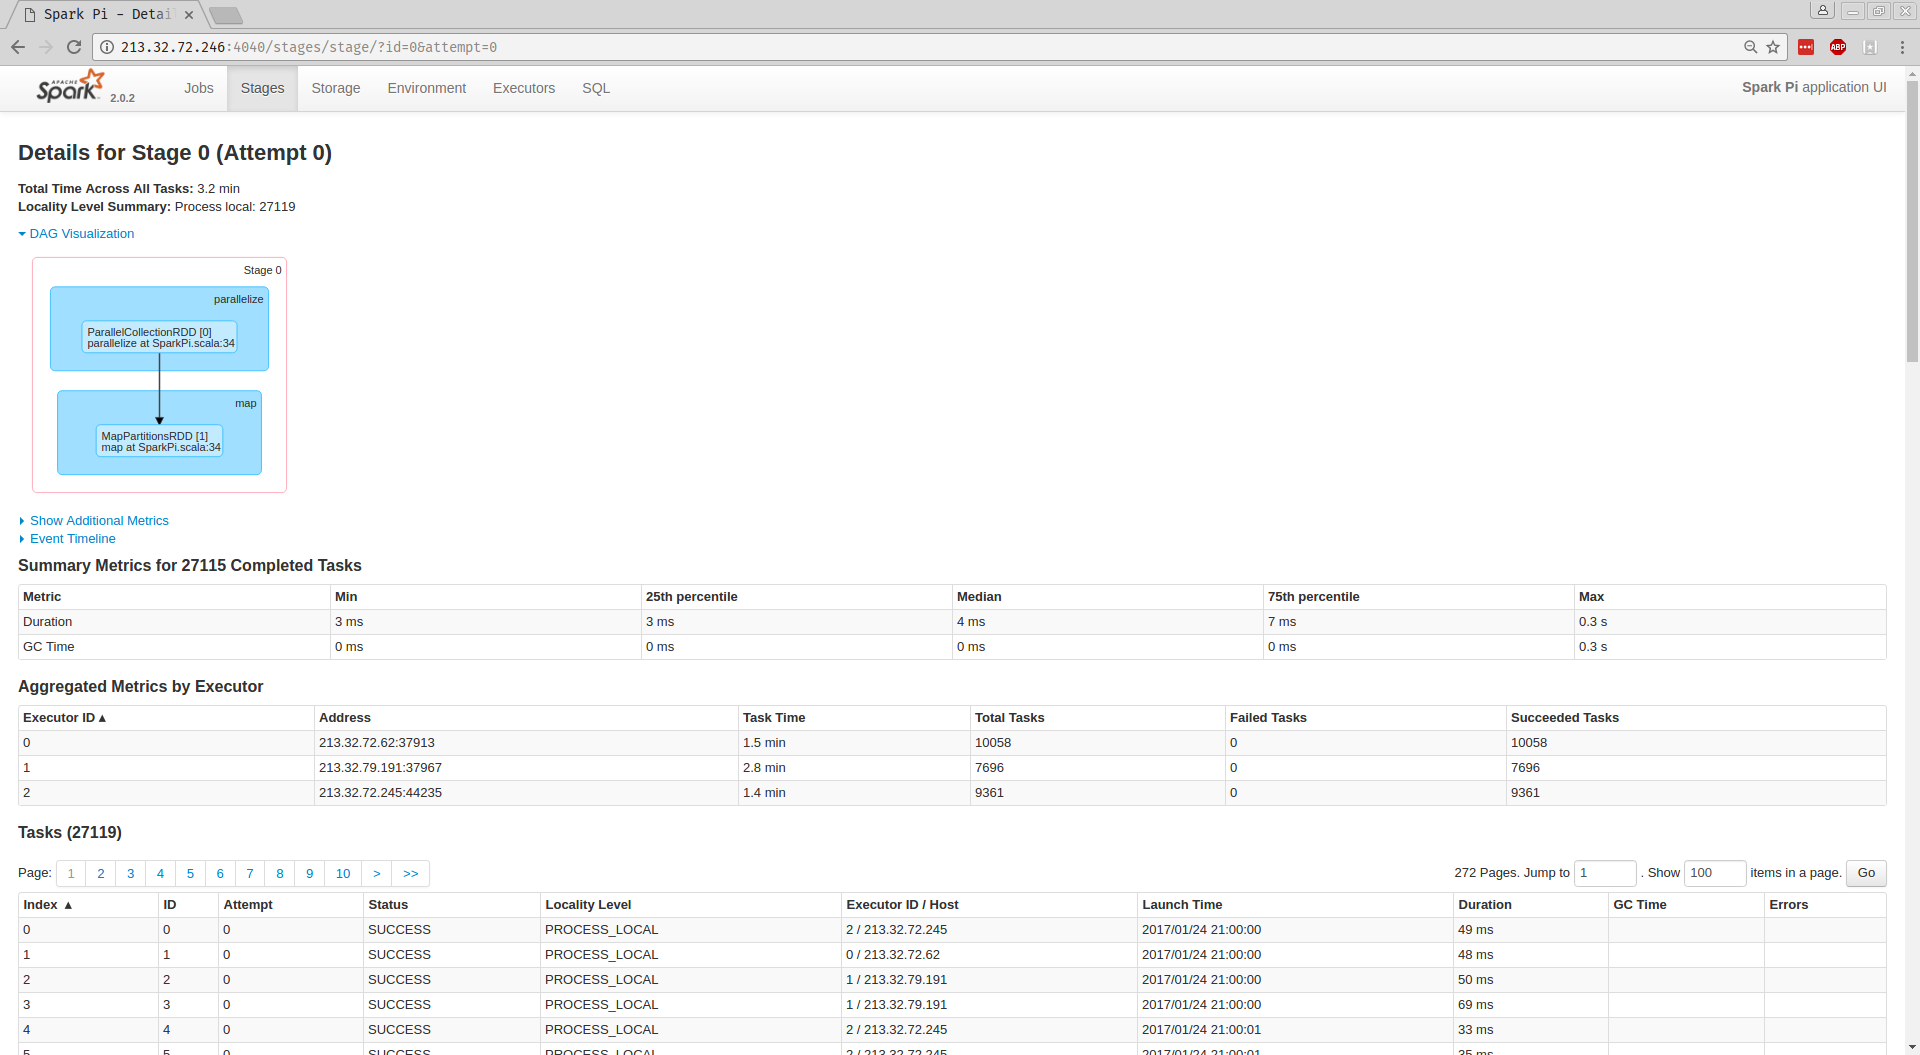 Spark Pi - Detai
213.32.72.246:4040/stages/stage/?id=0&attempt=0
ABP
APACHE
Spark 2.0.2 Jobs Stages Storage Environment Executors SQL Spark Pi application UI
Details for Stage 0 (Attempt 0)
Total Time Across All Tasks: 3.2 min
Locality Level Summary: Process local: 27119
DAG Visualization
Stage 0
parallelize
ParallelCollectionRDD [0]
parallelize at SparkPi.scala:34
map
MapPartitionsRDD [1]
map at SparkPi.scala:34
Show Additional Metrics
Event Timeline
Summary Metrics for 27115 Completed Tasks
Metric Min 25th percentile Median 75th percentile Max
Duration 3 ms 3 ms 4 ms 7 ms 0.3 s
GC Time 0 ms 0 ms 0 ms 0 ms 0.3 s
Aggregated Metrics by Executor
Executor ID ▴ Address Task Time Total Tasks Failed Tasks Succeeded Tasks
0 213.32.72.62:37913 1.5 min 10058 0 10058
1 213.32.79.191:37967 2.8 min 7696 0 7696
2 213.32.72.245:44235 1.4 min 9361 0 9361
Tasks (27119)
Page: 1 2 3 4 5 6 7 8 9 10 > >> 272 Pages. Jump to 1 . Show 100 items in a page. Go
Index ▴ ID Attempt Status Locality Level Executor ID / Host Launch Time Duration GC Time Errors
0 0 0 SUCCESS PROCESS_LOCAL 2 / 213.32.72.245 2017/01/24 21:00:00 49 ms
1 1 0 SUCCESS PROCESS_LOCAL 0 / 213.32.72.62 2017/01/24 21:00:00 48 ms
2 2 0 SUCCESS PROCESS_LOCAL 1 / 213.32.79.191 2017/01/24 21:00:00 50 ms
3 3 0 SUCCESS PROCESS_LOCAL 1 / 213.32.79.191 2017/01/24 21:00:00 69 ms
4 4 0 SUCCESS PROCESS_LOCAL 2 / 213.32.72.245 2017/01/24 21:00:01 33 ms
5 5 0 SUCCESS PROCESS_LOCAL 2 / 213.32.72.245 2017/01/24 21:00:01 35 ms